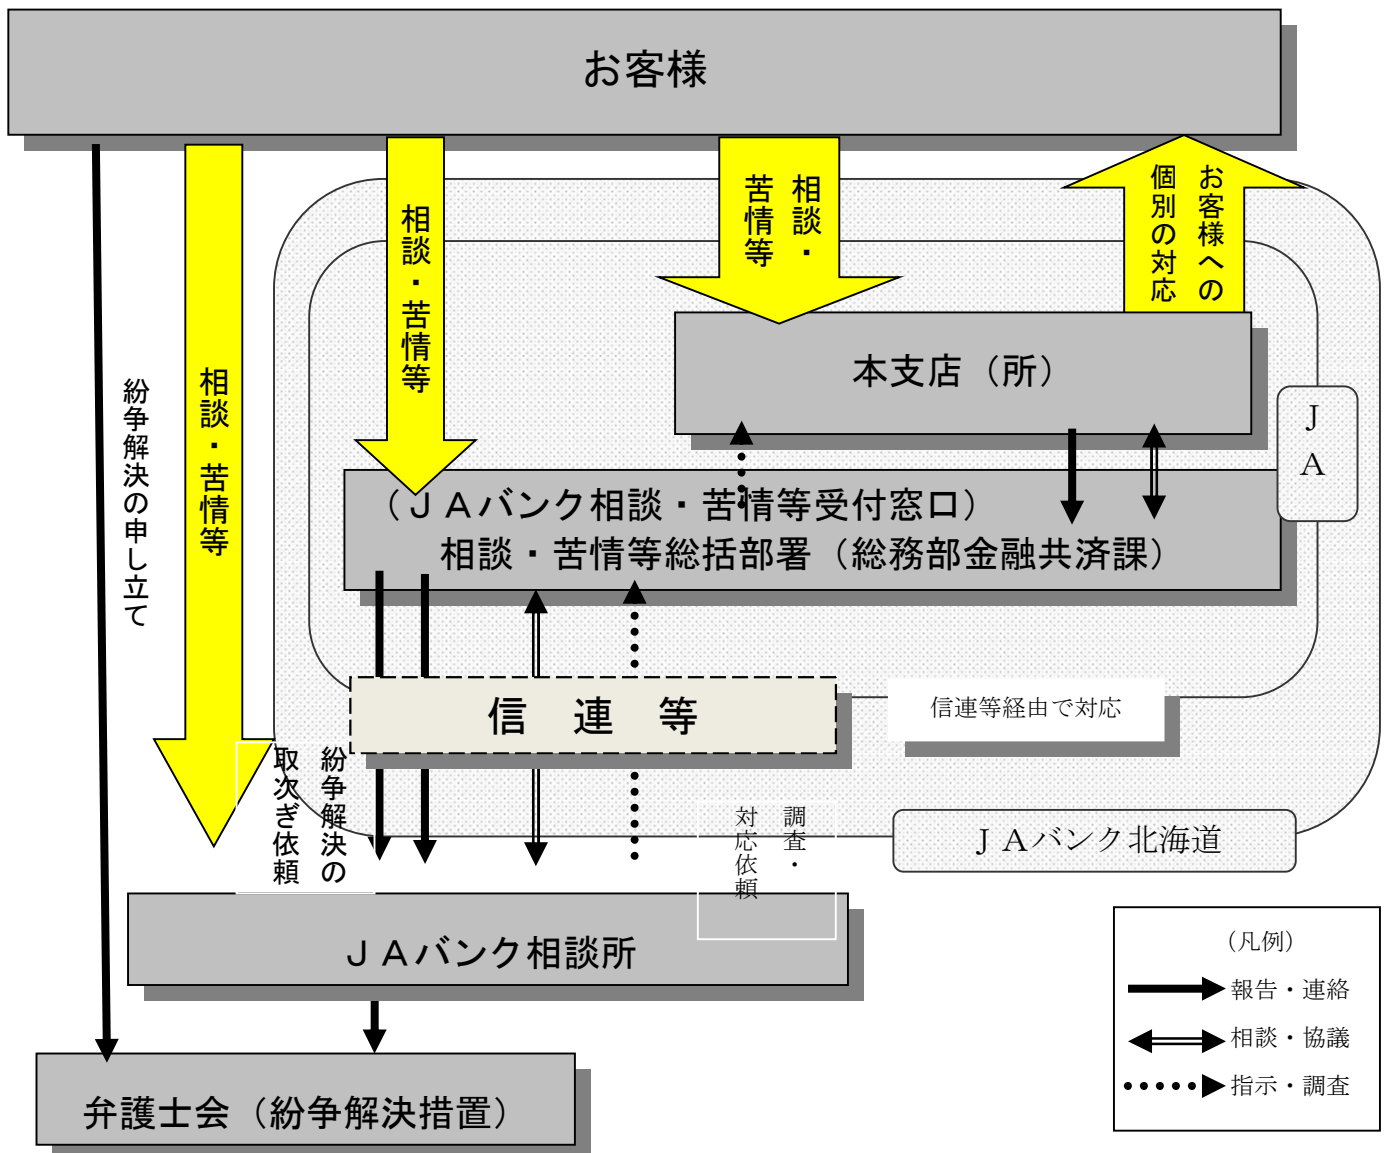 お客様
相談・苦情等
相談・苦情等
相談・
苦情等
お客様への
個別の対応
紛争解決の申し立て
本支店（所）
ＪＡ
（ＪＡバンク相談・苦情等受付窓口）
相談・苦情等総括部署（総務部金融共済課）
信連等
信連等経由で対応
紛争解決の
取次ぎ依頼
調査・
対応依頼
ＪＡバンク北海道
ＪＡバンク相談所
弁護士会（紛争解決措置）
（凡例）
報告・連絡
相談・協議
指示・調査